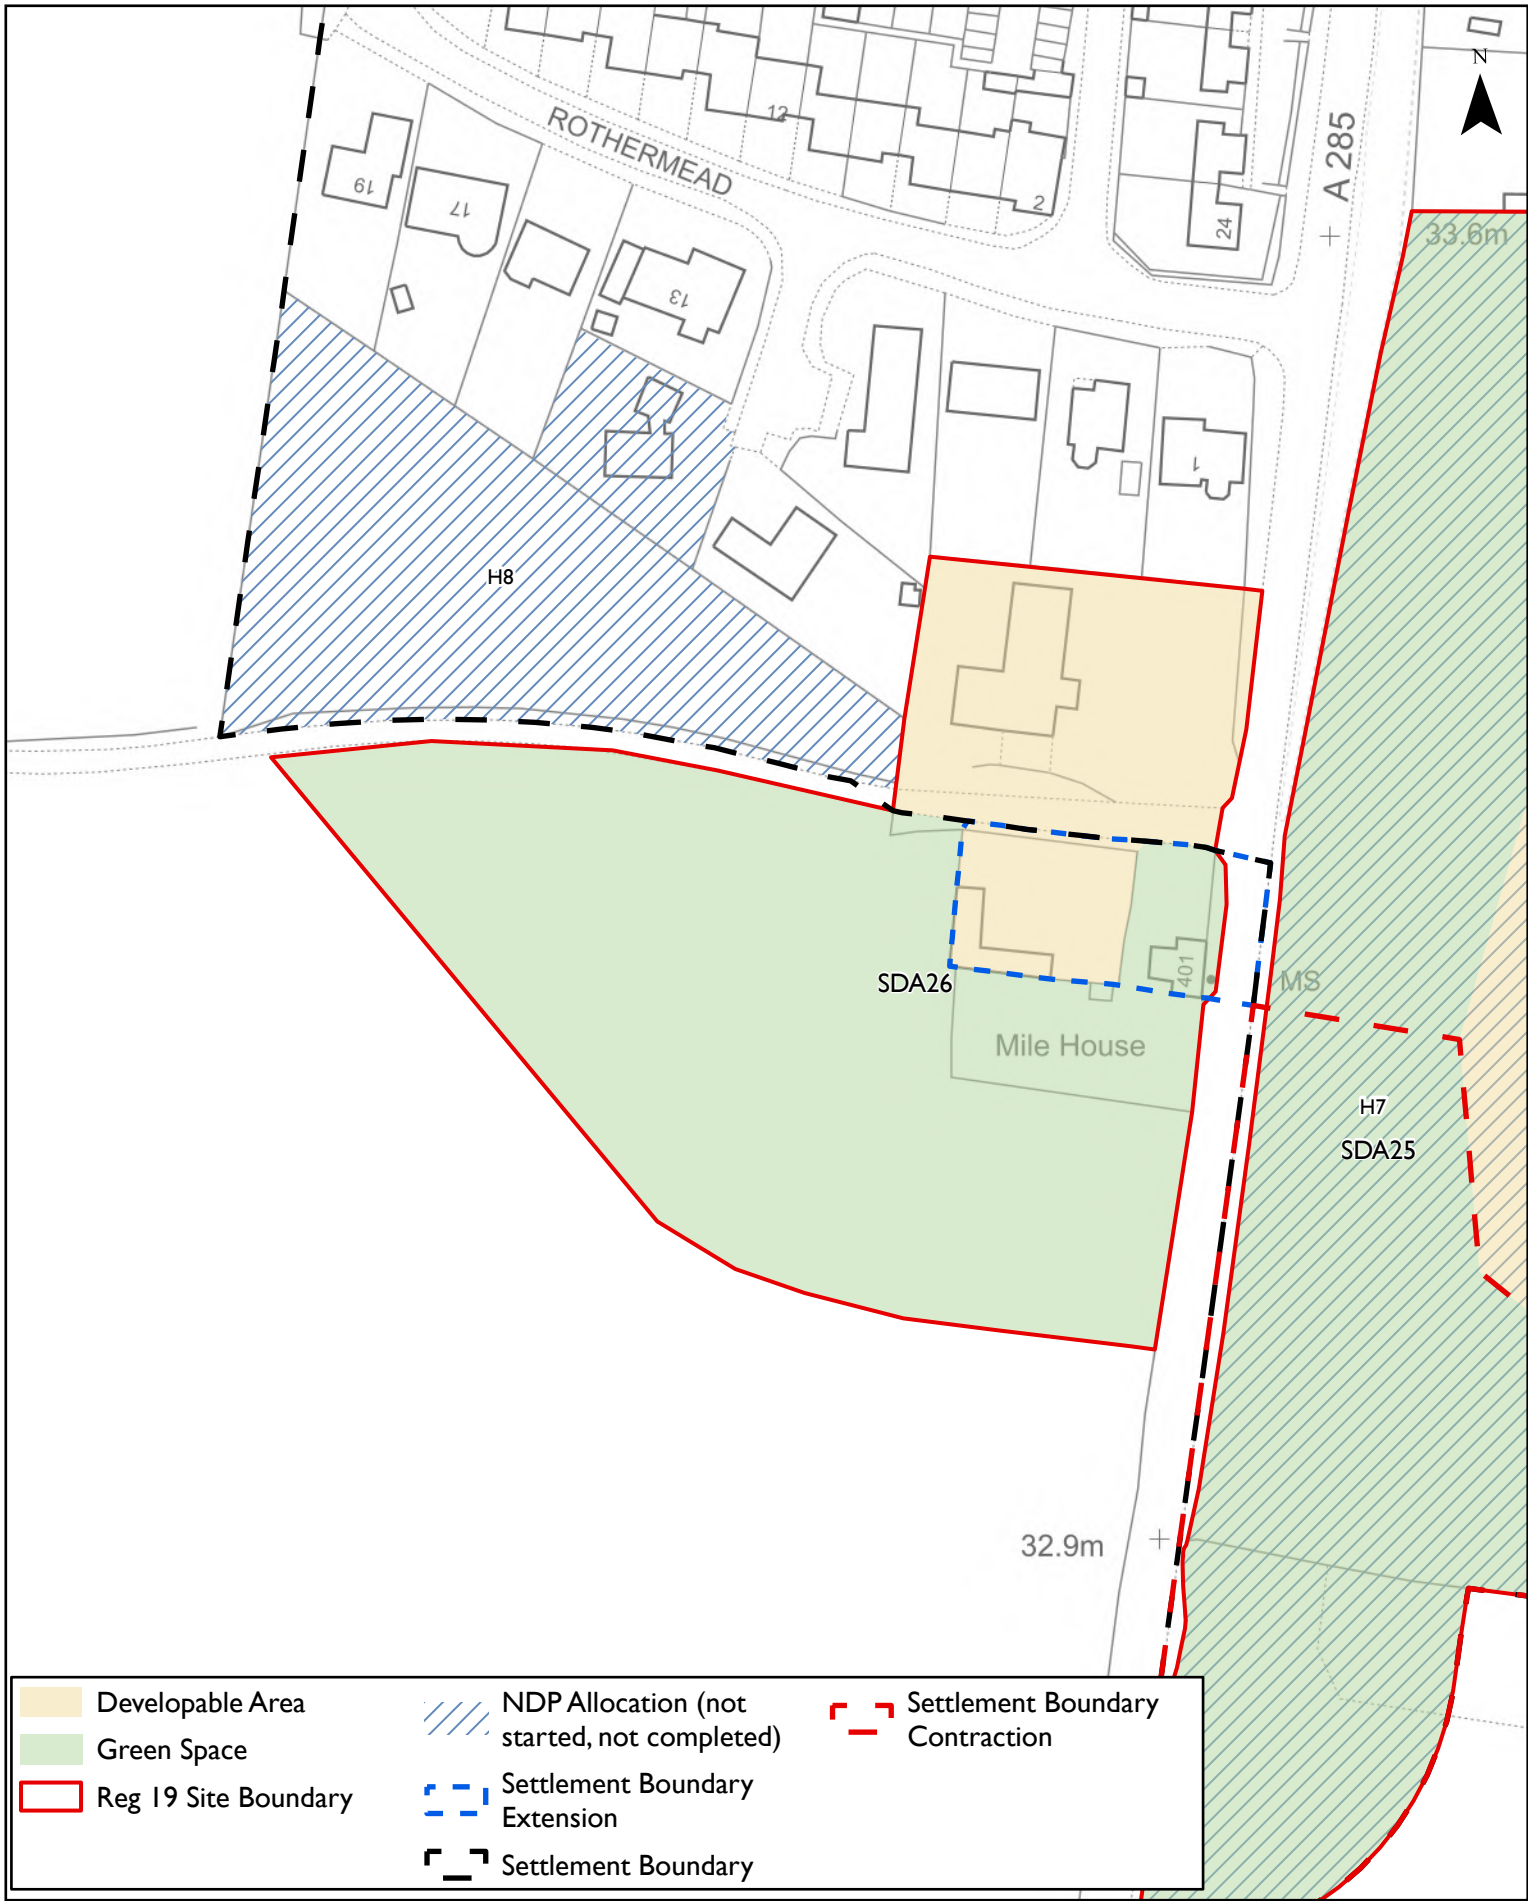 N
A 285
ROTHERMEAD
12
19
17
2
24
33.6m
13
1
H8
SDA26
401
MS
Mile House
H7
SDA25
32.9m
Developable Area
Green Space
Reg 19 Site Boundary
NDP Allocation (not
started, not completed)
Settlement Boundary
Extension
Settlement Boundary
Settlement Boundary
Contraction